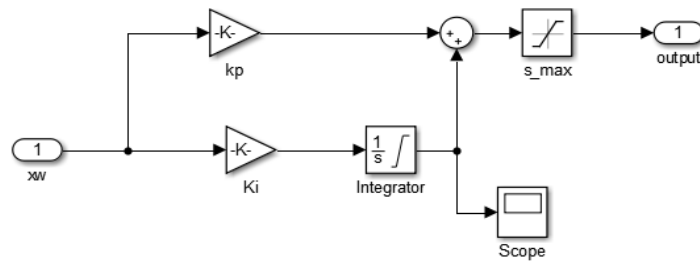 -K-
kp
+
+
s_max
1
output
1
xw
-K-
Ki
1
s
Integrator
Scope